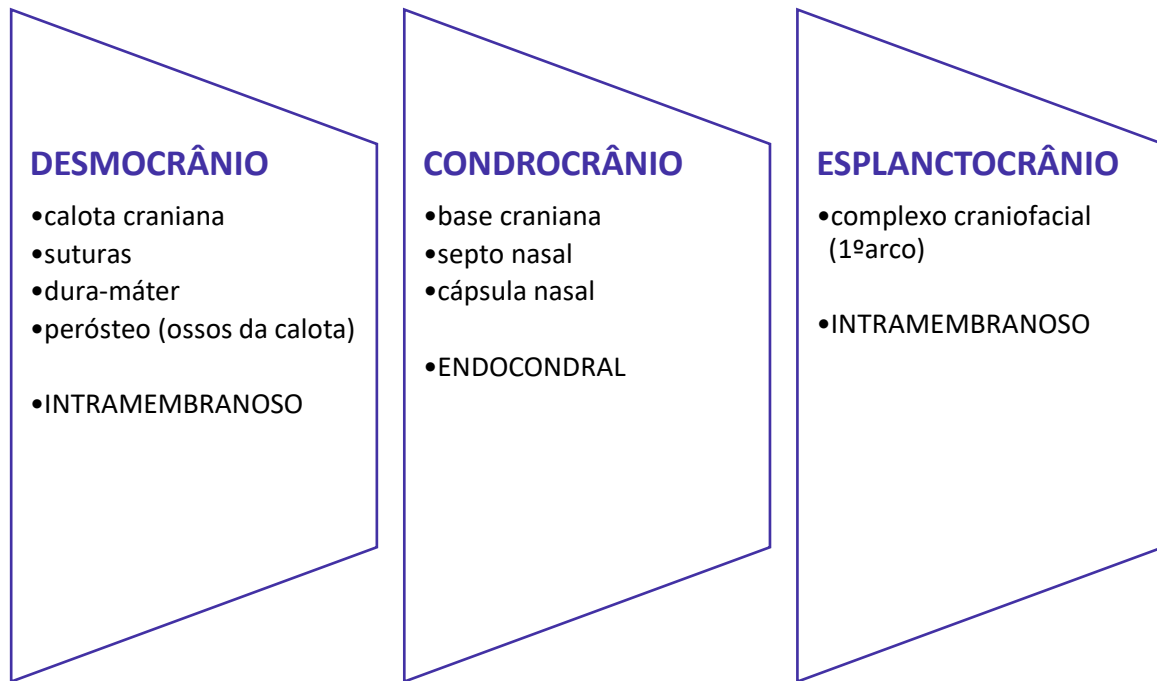 DESMOCRÂNIO
•calota craniana
•suturas
•dura-máter
•perósteo (ossos da calota)
•INTRAMEMBRANOSO
CONDROCRÂNIO
•base craniana
•septo nasal
•cápsula nasal
•ENDOCONDRAL
ESPLANCTOCRÂNIO
•complexo craniofacial
(1ºarco)
•INTRAMEMBRANOSO